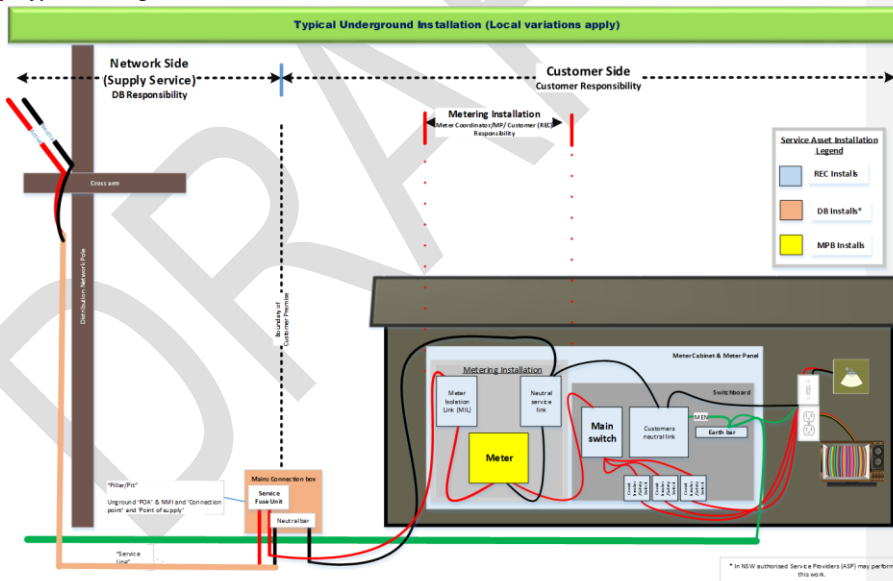 Typical Underground Installation (Local variations apply)
Network Side
(Supply Service)
DB Responsibility
Customer Side
Customer Responsibility
Metering Installation
Meter Coordinator/MP/ Customer (REC)
Responsibility
Service Asset Installation
Legend
REC Installs
DB Installs*
MPB Installs
Active
Neutral
Cross arm
Distribution Network Pole
Boundary of
Customer Premise
Meter Cabinet & Meter Panel
Metering Installation
Meter
Isolation
Link (MIL)
Neutral
service
link
Meter
Switchboard
Main
switch
Customers
neutral link
MEN
Earth bar
Mains Connection box
Service
Fuse Unit
Neutral bar
"Piller/Pit"
Unground 'POA' & NMI and 'Connection
point' and 'Point of supply'
"Service
line"
* In NSW authorised Service Providers (ASP) may perform
this work.
DRAF